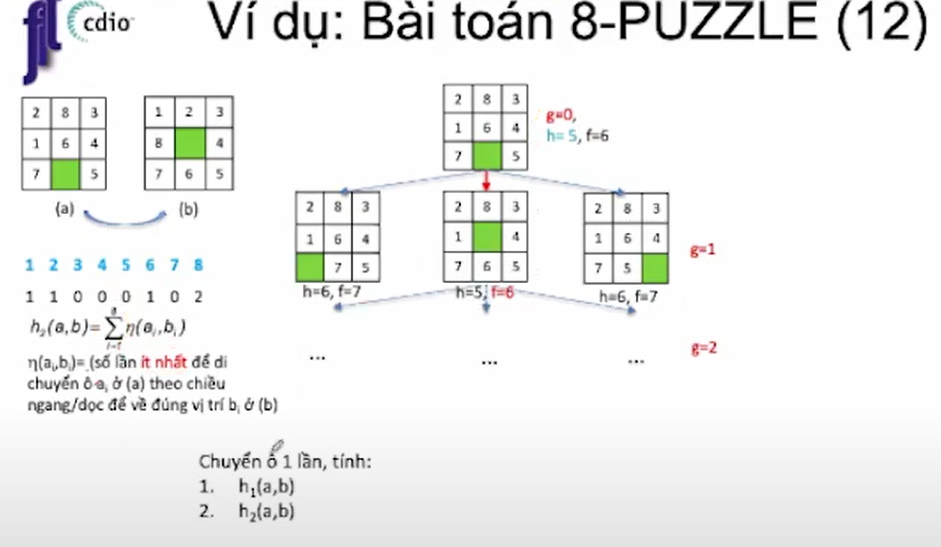 cdio
Ví dụ: Bài toán 8-PUZZLE (12)
2 8 3
1 6 4
7 5
(a)
1 2 3
8 4
7 6 5
(b)
1 2 3 4 5 6 7 8
1 1 0 0 0 1 0 2
h₂(a,b)=∑η(aᵢ,bᵢ)
8
i=1
η(aᵢ,bᵢ)= (số lần ít nhất để di
chuyển ô aᵢ ở (a) theo chiều
ngang/dọc để về đúng vị trí bᵢ ở (b)
2 8 3
1 6 4
7 5
g=0,
h= 5, f=6
2 8 3
1 6 4
7 5
h=6, f=7
2 8 3
1 4
7 6 5
h=5, f=6
2 8 3
1 6 4
7 5
h=6, f=7
g=1
... ... ...
g=2
Chuyển ô 1 lần, tính:
1. h₁(a,b)
2. h₂(a,b)